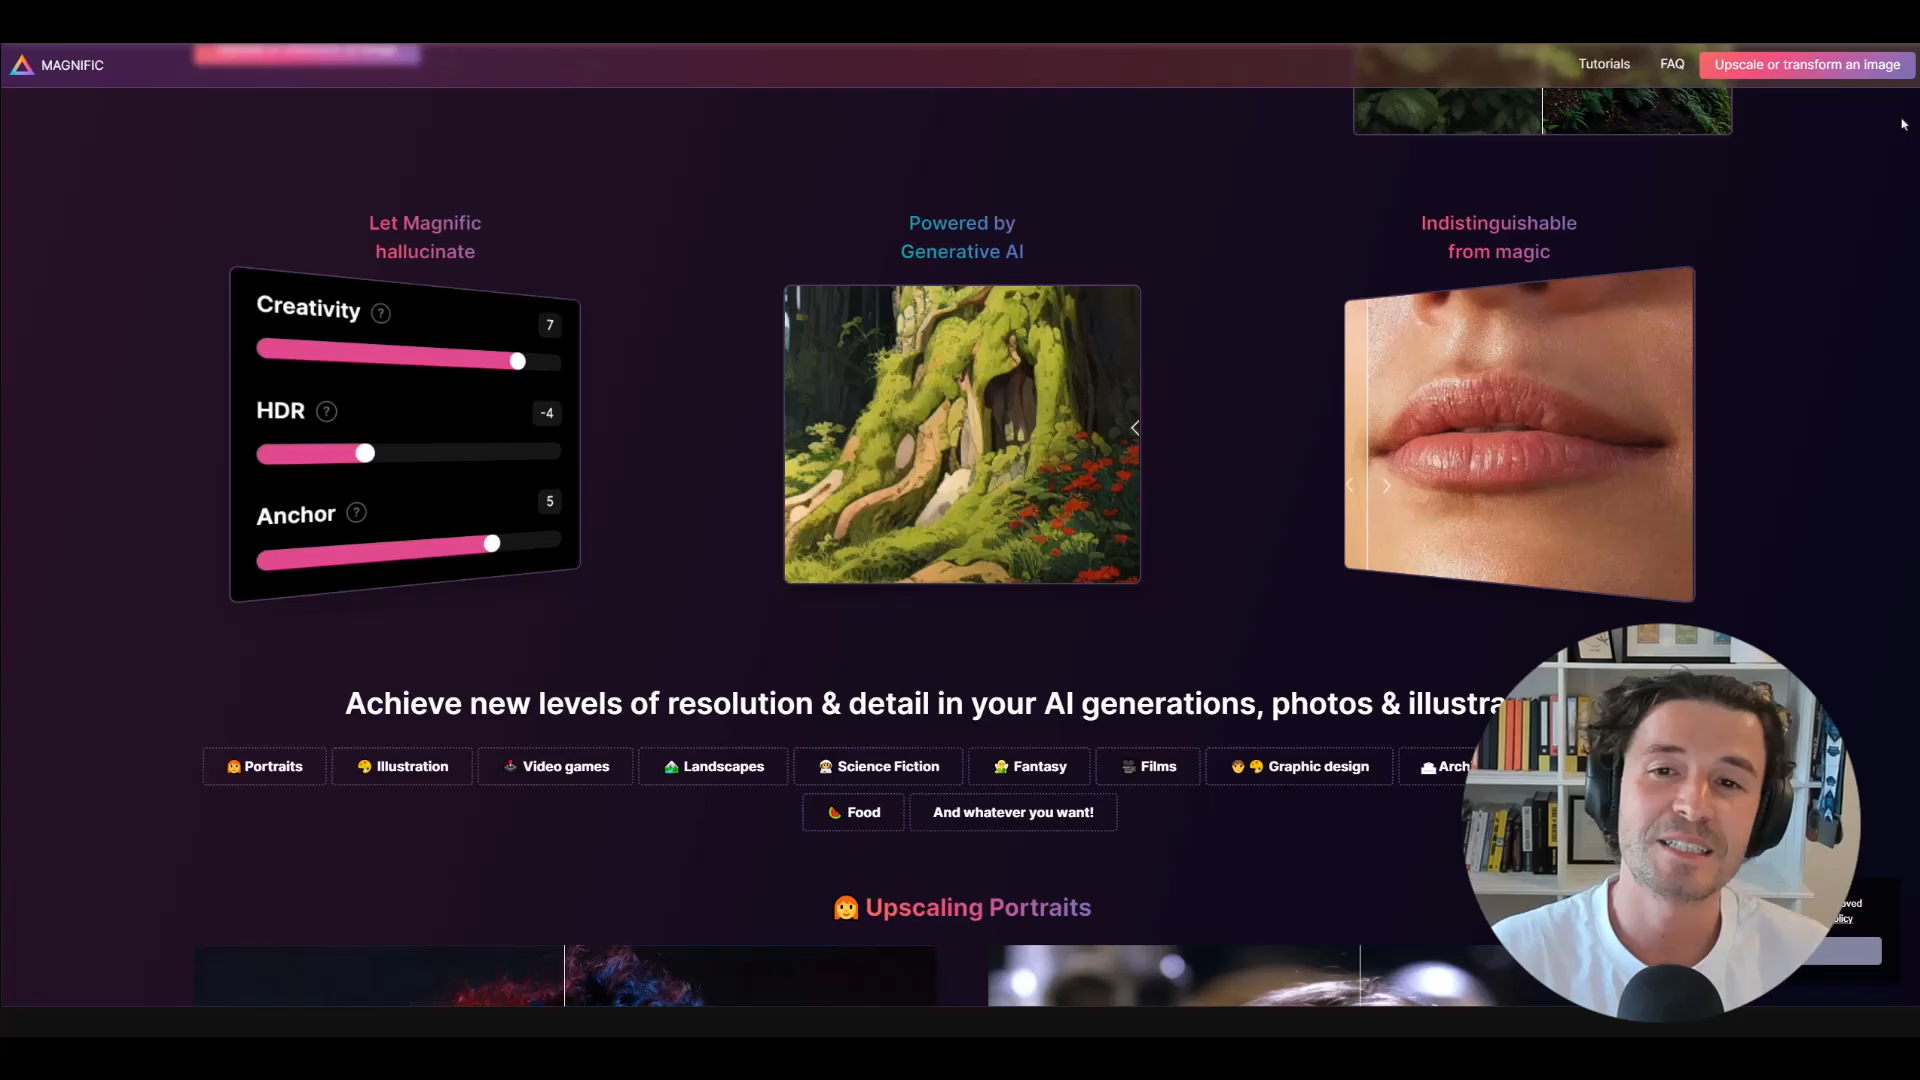 MAGNIFIC
Tutorials
FAQ
Upscale or transform an image
Let Magnific
hallucinate
Powered by
Generative AI
Indistinguishable
from magic
Creativity ?
7
HDR ?
-4
Anchor ?
5
Achieve new levels of resolution & detail in your AI generations, photos & illustra
Portraits
Illustration
Video games
Landscapes
Science Fiction
Fantasy
Films
Graphic design
Arch
Food
And whatever you want!
Upscaling Portraits
oved
olicy